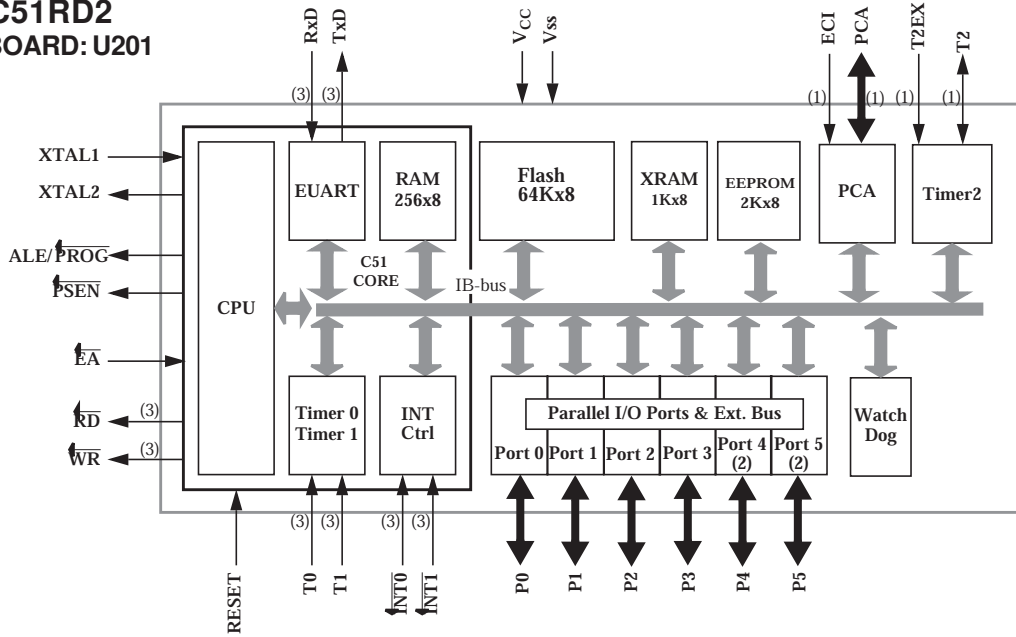 C51RD2
BOARD: U201
RxD
TxD
VCC
Vss
ECI
PCA
T2EX
T2
(3)
(3)
(1)
(1)
(1)
(1)
XTAL1
XTAL2
ALE/PROG
PSEN
EA
RD
(3)
WR
(3)
CPU
EUART
RAM
256x8
Flash
64Kx8
XRAM
1Kx8
EEPROM
2Kx8
PCA
Timer2
C51
CORE
IB-bus
Timer 0
Timer 1
INT
Ctrl
Parallel I/O Ports & Ext. Bus
Port 0
Port 1
Port 2
Port 3
Port 4
(2)
Port 5
(2)
Watch
Dog
(3)
(3)
(3)
(3)
RESET
T0
T1
INT0
INT1
P0
P1
P2
P3
P4
P5